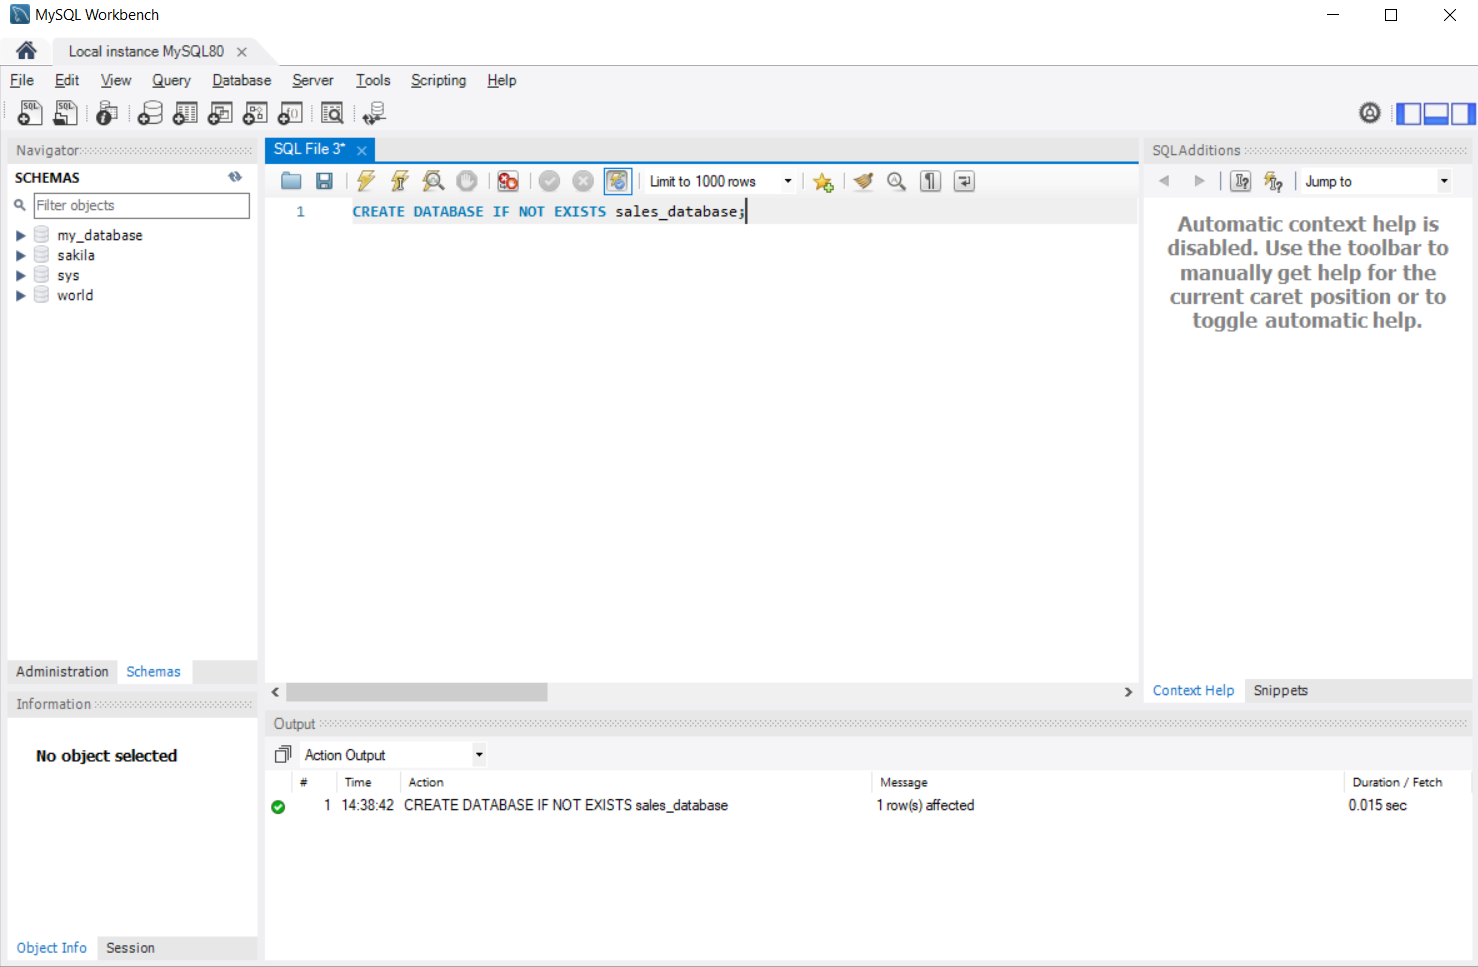 MySQL Workbench
Local instance MySQL80
File Edit View Query Database Server Tools Scripting Help
Navigator
SCHEMAS
Filter objects
my_database
sakila
sys
world
Administration Schemas
Information
No object selected
Object Info Session
SQL File 3*
Limit to 1000 rows
1 CREATE DATABASE IF NOT EXISTS sales_database;
SQLAdditions
Jump to
Automatic context help is
disabled. Use the toolbar to
manually get help for the
current caret position or to
toggle automatic help.
Context Help Snippets
Output
Action Output
# Time Action Message Duration / Fetch
1 14:38:42 CREATE DATABASE IF NOT EXISTS sales_database 1 row(s) affected 0.015 sec